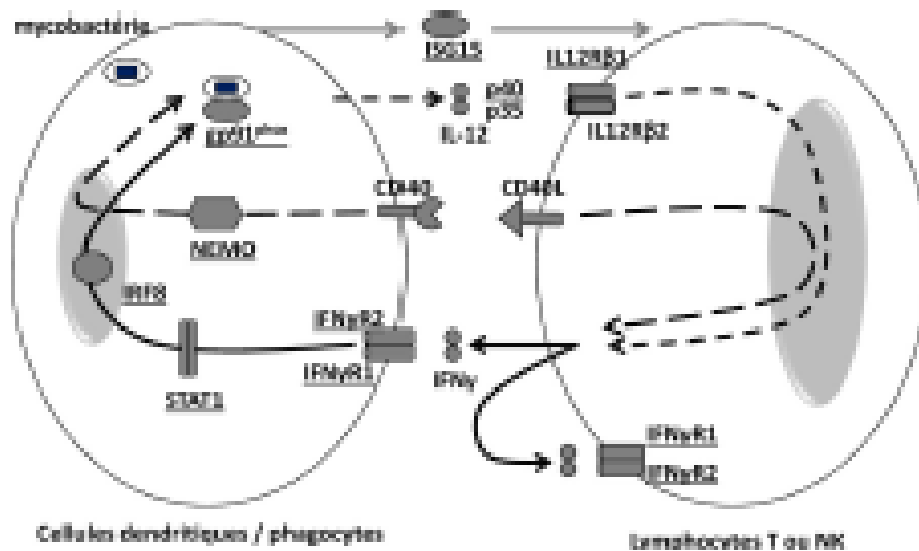 mycobactérie
ISG15
IL12Rβ1
gp91phox
p40
p35
IL-12
IL12Rβ2
CD40
CD40L
NEMO
IRF8
IFNγR2
IFNγR1
IFNγ
STAT1
IFNγR1
IFNγR2
Cellules dendritiques / phagocytes
Lymphocytes T ou NK